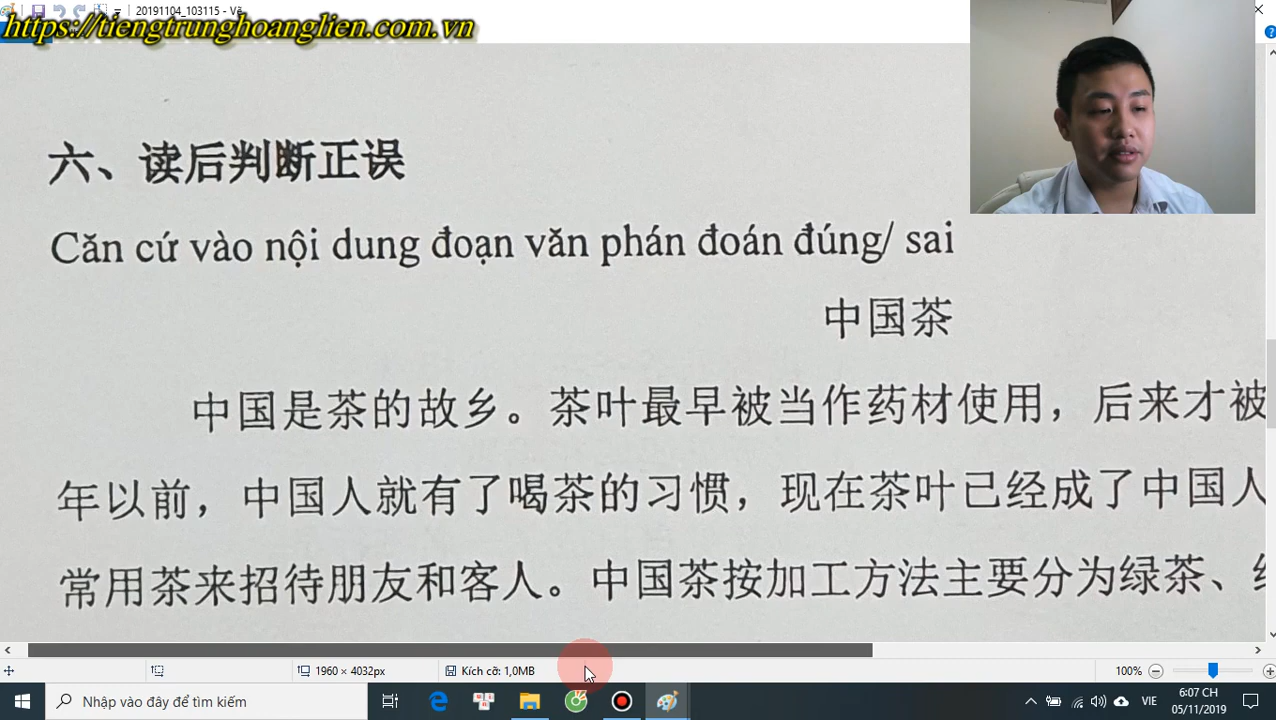 20191104_103115 - Vẽ
https://tiengtrunghoanglien.com.vn
六、读后判断正误
Căn cứ vào nội dung đoạn văn phán đoán đúng/ sai
中国茶
中国是茶的故乡。茶叶最早被当作药材使用，后来才被
年以前，中国人就有了喝茶的习惯，现在茶叶已经成了中国人
常用茶来招待朋友和客人。中国茶按加工方法主要分为绿茶、
1960 × 4032px
Kích cỡ: 1,0MB
100%
Nhập vào đây để tìm kiếm
VIE
6:07 CH
05/11/2019